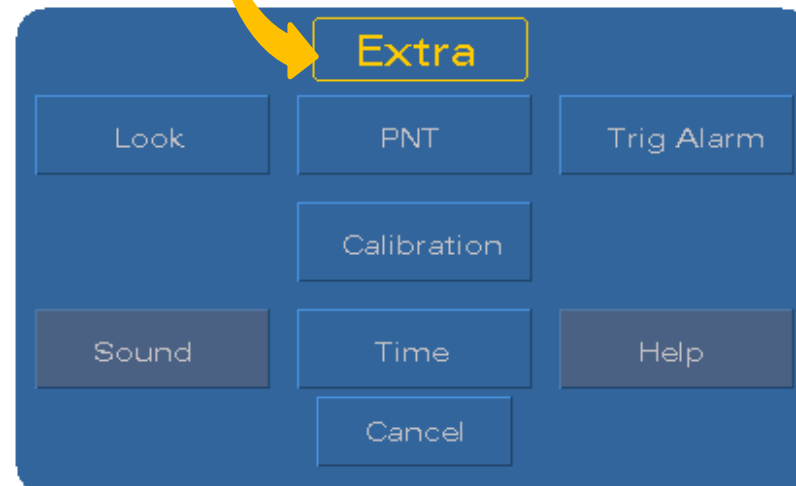 Extra
Look PNT Trig Alarm
Calibration
Sound Time Help
Cancel